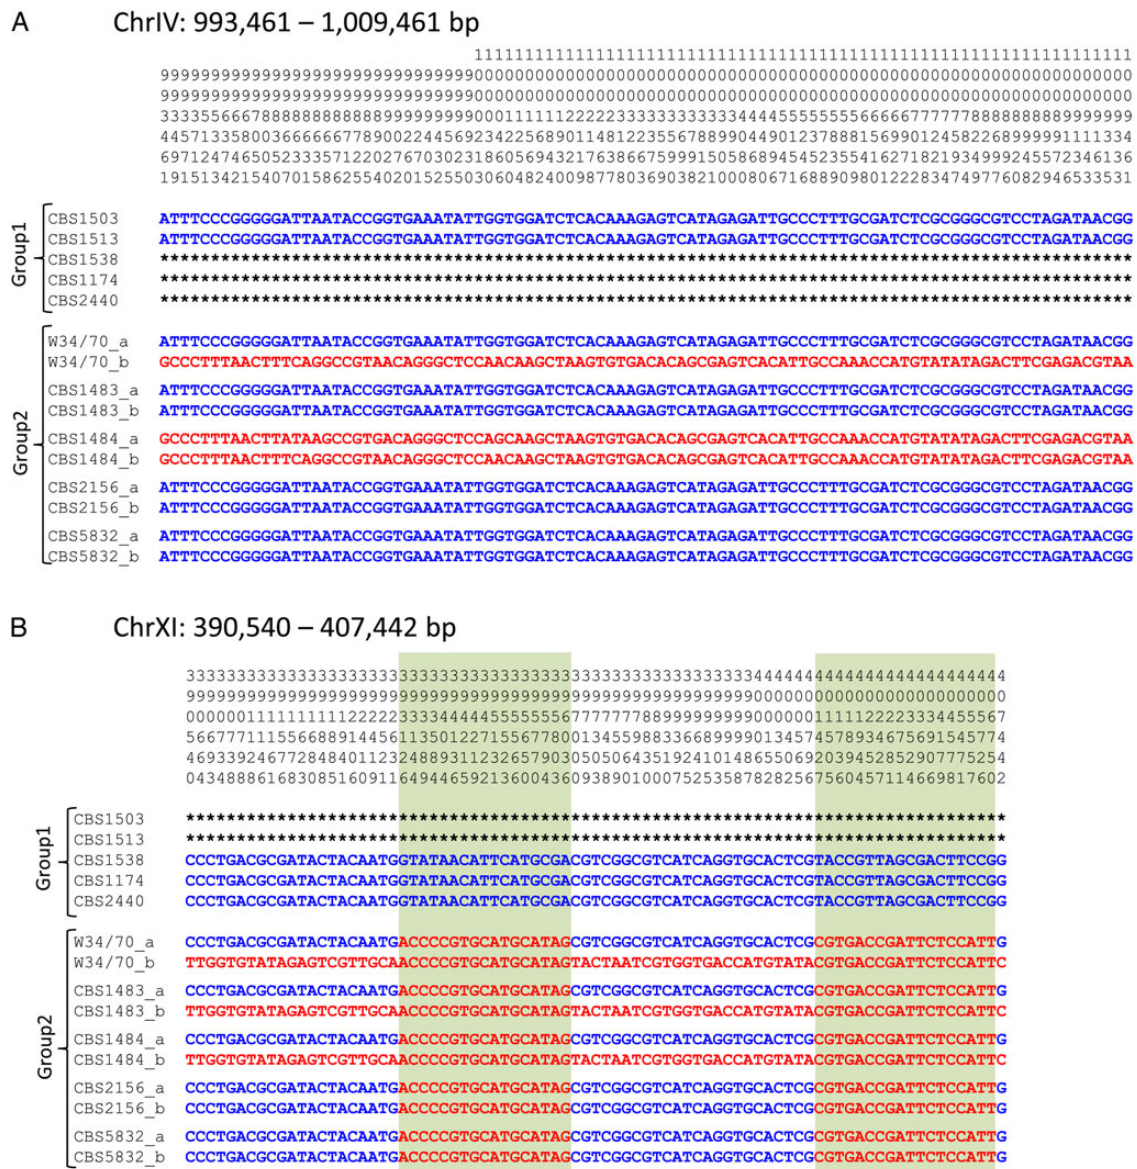 A
ChrIV: 993,461 – 1,009,461 bp
11111111111111111111111111111111111111111111111111111111111111111
999999999999999999999999999999900000000000000000000000000000000000000000000000000000000000000000
999999999999999999999999999999900000000000000000000000000000000000000000000000000000000000000000
Group1
CBS1503 ATTTCCCGGGGGATTAATACCGGTGAAATATTGGTGGATCTCACAAAGAGTCATAGAGATTGCCCTTTGCGATCTCGCGGGCGTCCTAGATAACGG
CBS1513 ATTTCCCGGGGGATTAATACCGGTGAAATATTGGTGGATCTCACAAAGAGTCATAGAGATTGCCCTTTGCGATCTCGCGGGCGTCCTAGATAACGG
CBS1538 ************************************************************************************************
CBS1174 ************************************************************************************************
CBS2440 ************************************************************************************************
Group2
W34/70_a ATTTCCCGGGGGATTAATACCGGTGAAATATTGGTGGATCTCACAAAGAGTCATAGAGATTGCCCTTTGCGATCTCGCGGGCGTCCTAGATAACGG
W34/70_b GCCCTTTAACTTTCAGGCCGTAACAGGGCTCCAACAAGCTAAGTGTGACACAGCGAGTCACATTGCCAAACCATGTATATAGACTTCGAGACGTAA
CBS1483_a ATTTCCCGGGGGATTAATACCGGTGAAATATTGGTGGATCTCACAAAGAGTCATAGAGATTGCCCTTTGCGATCTCGCGGGCGTCCTAGATAACGG
CBS1483_b ATTTCCCGGGGGATTAATACCGGTGAAATATTGGTGGATCTCACAAAGAGTCATAGAGATTGCCCTTTGCGATCTCGCGGGCGTCCTAGATAACGG
CBS1484_a GCCCTTTAACTTATAAGCCGTGACAGGGCTCCAGCAAGCTAAGTGTGACACAGCGAGTCACATTGCCAAACCATGTATATAGACTTCGAGACGTAA
CBS1484_b GCCCTTTAACTTTCAGGCCGTAACAGGGCTCCAACAAGCTAAGTGTGACACAGCGAGTCACATTGCCAAACCATGTATATAGACTTCGAGACGTAA
CBS2156_a ATTTCCCGGGGGATTAATACCGGTGAAATATTGGTGGATCTCACAAAGAGTCATAGAGATTGCCCTTTGCGATCTCGCGGGCGTCCTAGATAACGG
CBS2156_b ATTTCCCGGGGGATTAATACCGGTGAAATATTGGTGGATCTCACAAAGAGTCATAGAGATTGCCCTTTGCGATCTCGCGGGCGTCCTAGATAACGG
CBS5832_a ATTTCCCGGGGGATTAATACCGGTGAAATATTGGTGGATCTCACAAAGAGTCATAGAGATTGCCCTTTGCGATCTCGCGGGCGTCCTAGATAACGG
CBS5832_b ATTTCCCGGGGGATTAATACCGGTGAAATATTGGTGGATCTCACAAAGAGTCATAGAGATTGCCCTTTGCGATCTCGCGGGCGTCCTAGATAACGG
B
ChrXI: 390,540 – 407,442 bp
Group1
CBS1503 *********************************************************************************
CBS1513 *********************************************************************************
CBS1538 CCCTGACGCGATACTACAATGGTATAACATTCATGCGACGTCGGCGTCATCAGGTGCACTCGTACCGTTAGCGACTTCCGG
CBS1174 CCCTGACGCGATACTACAATGGTATAACATTCATGCGACGTCGGCGTCATCAGGTGCACTCGTACCGTTAGCGACTTCCGG
CBS2440 CCCTGACGCGATACTACAATGGTATAACATTCATGCGACGTCGGCGTCATCAGGTGCACTCGTACCGTTAGCGACTTCCGG
Group2
W34/70_a CCCTGACGCGATACTACAATGACCCCGTGCATGCATAGCGTCGGCGTCATCAGGTGCACTCGCGTGACCGATTCTCCATTG
W34/70_b TTGGTGTATAGAGTCGTTGCAACCCCGTGCATGCATAGTACTAATCGTGGTGACCATGTATACGTGACCGATTCTCCATTC
CBS1483_a CCCTGACGCGATACTACAATGACCCCGTGCATGCATAGCGTCGGCGTCATCAGGTGCACTCGCGTGACCGATTCTCCATTG
CBS1483_b TTGGTGTATAGAGTCGTTGCAACCCCGTGCATGCATAGTACTAATCGTGGTGACCATGTATACGTGACCGATTCTCCATTC
CBS1484_a CCCTGACGCGATACTACAATGACCCCGTGCATGCATAGCGTCGGCGTCATCAGGTGCACTCGCGTGACCGATTCTCCATTG
CBS1484_b TTGGTGTATAGAGTCGTTGCAACCCCGTGCATGCATAGTACTAATCGTGGTGACCATGTATACGTGACCGATTCTCCATTC
CBS2156_a CCCTGACGCGATACTACAATGACCCCGTGCATGCATAGCGTCGGCGTCATCAGGTGCACTCGCGTGACCGATTCTCCATTG
CBS2156_b CCCTGACGCGATACTACAATGACCCCGTGCATGCATAGCGTCGGCGTCATCAGGTGCACTCGCGTGACCGATTCTCCATTG
CBS5832_a CCCTGACGCGATACTACAATGACCCCGTGCATGCATAGCGTCGGCGTCATCAGGTGCACTCGCGTGACCGATTCTCCATTG
CBS5832_b CCCTGACGCGATACTACAATGACCCCGTGCATGCATAGCGTCGGCGTCATCAGGTGCACTCGCGTGACCGATTCTCCATTG